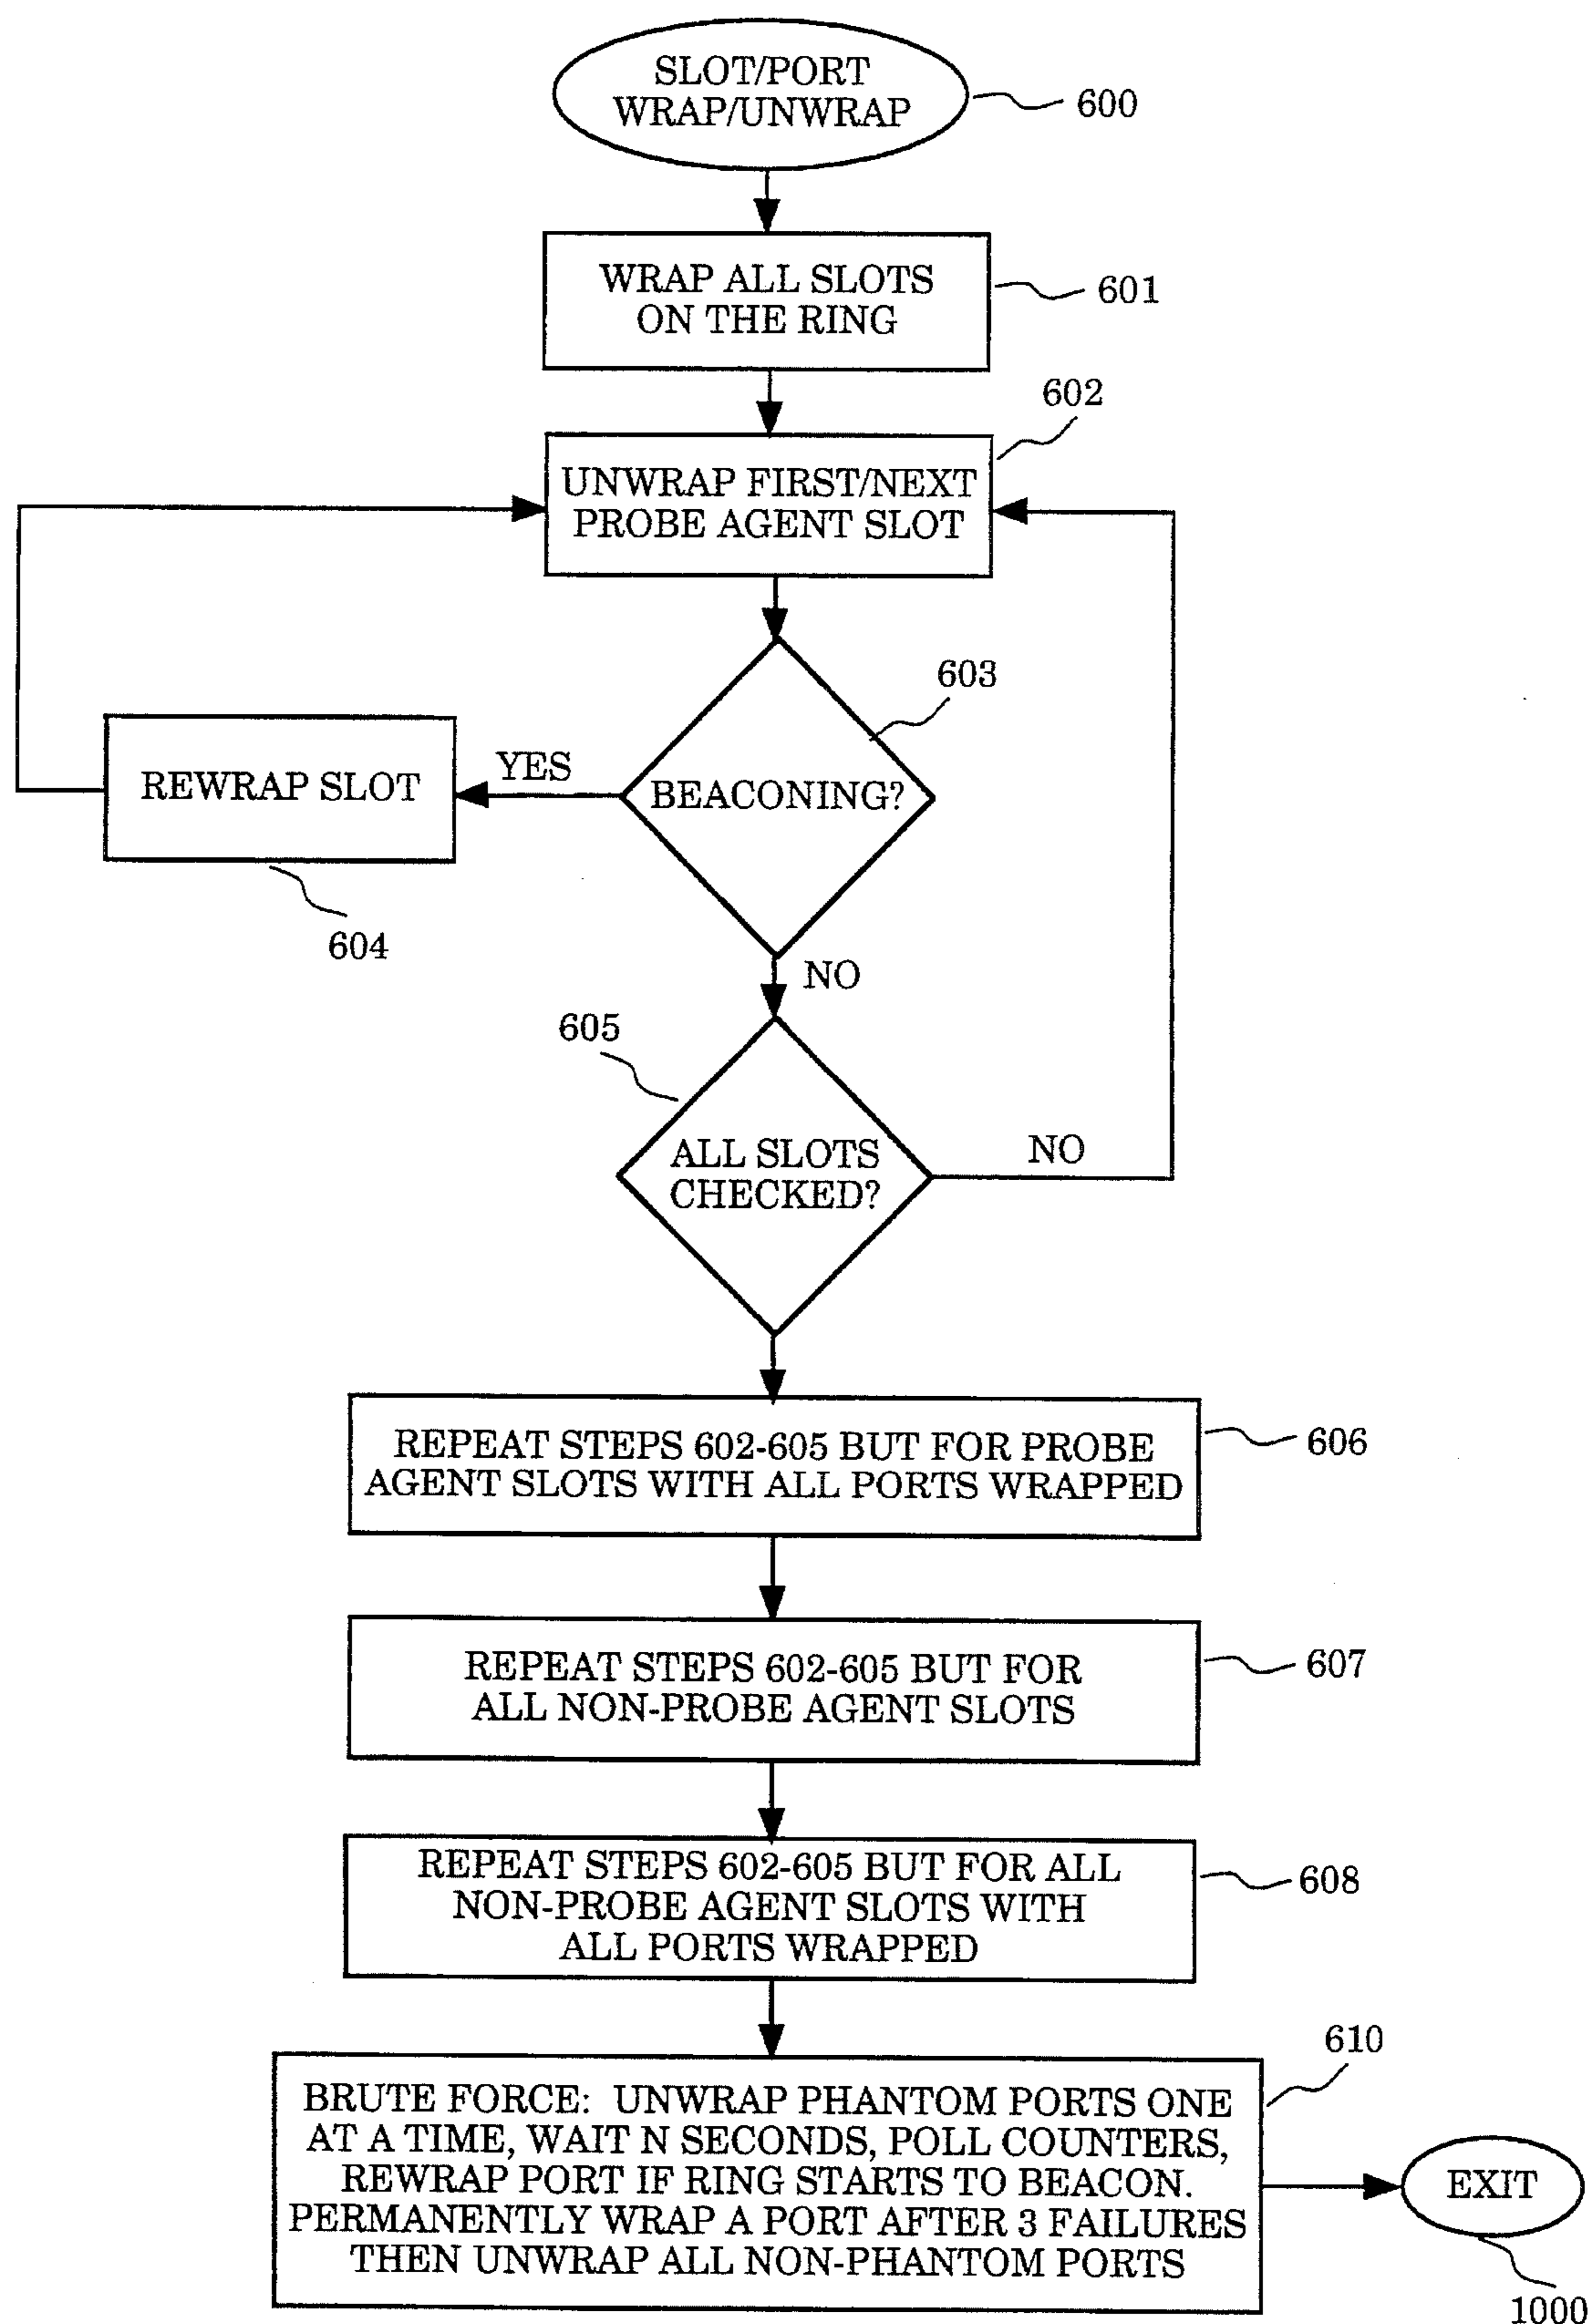 SLOT/PORT
WRAP/UNWRAP
600
WRAP ALL SLOTS
ON THE RING
601
602
UNWRAP FIRST/NEXT
PROBE AGENT SLOT
603
BEACONING?
YES
REWRAP SLOT
604
NO
605
ALL SLOTS
CHECKED?
NO
REPEAT STEPS 602-605 BUT FOR PROBE
AGENT SLOTS WITH ALL PORTS WRAPPED
606
REPEAT STEPS 602-605 BUT FOR
ALL NON-PROBE AGENT SLOTS
607
REPEAT STEPS 602-605 BUT FOR ALL
NON-PROBE AGENT SLOTS WITH
ALL PORTS WRAPPED
608
610
BRUTE FORCE: UNWRAP PHANTOM PORTS ONE
AT A TIME, WAIT N SECONDS, POLL COUNTERS,
REWRAP PORT IF RING STARTS TO BEACON.
PERMANENTLY WRAP A PORT AFTER 3 FAILURES
THEN UNWRAP ALL NON-PHANTOM PORTS
EXIT
1000